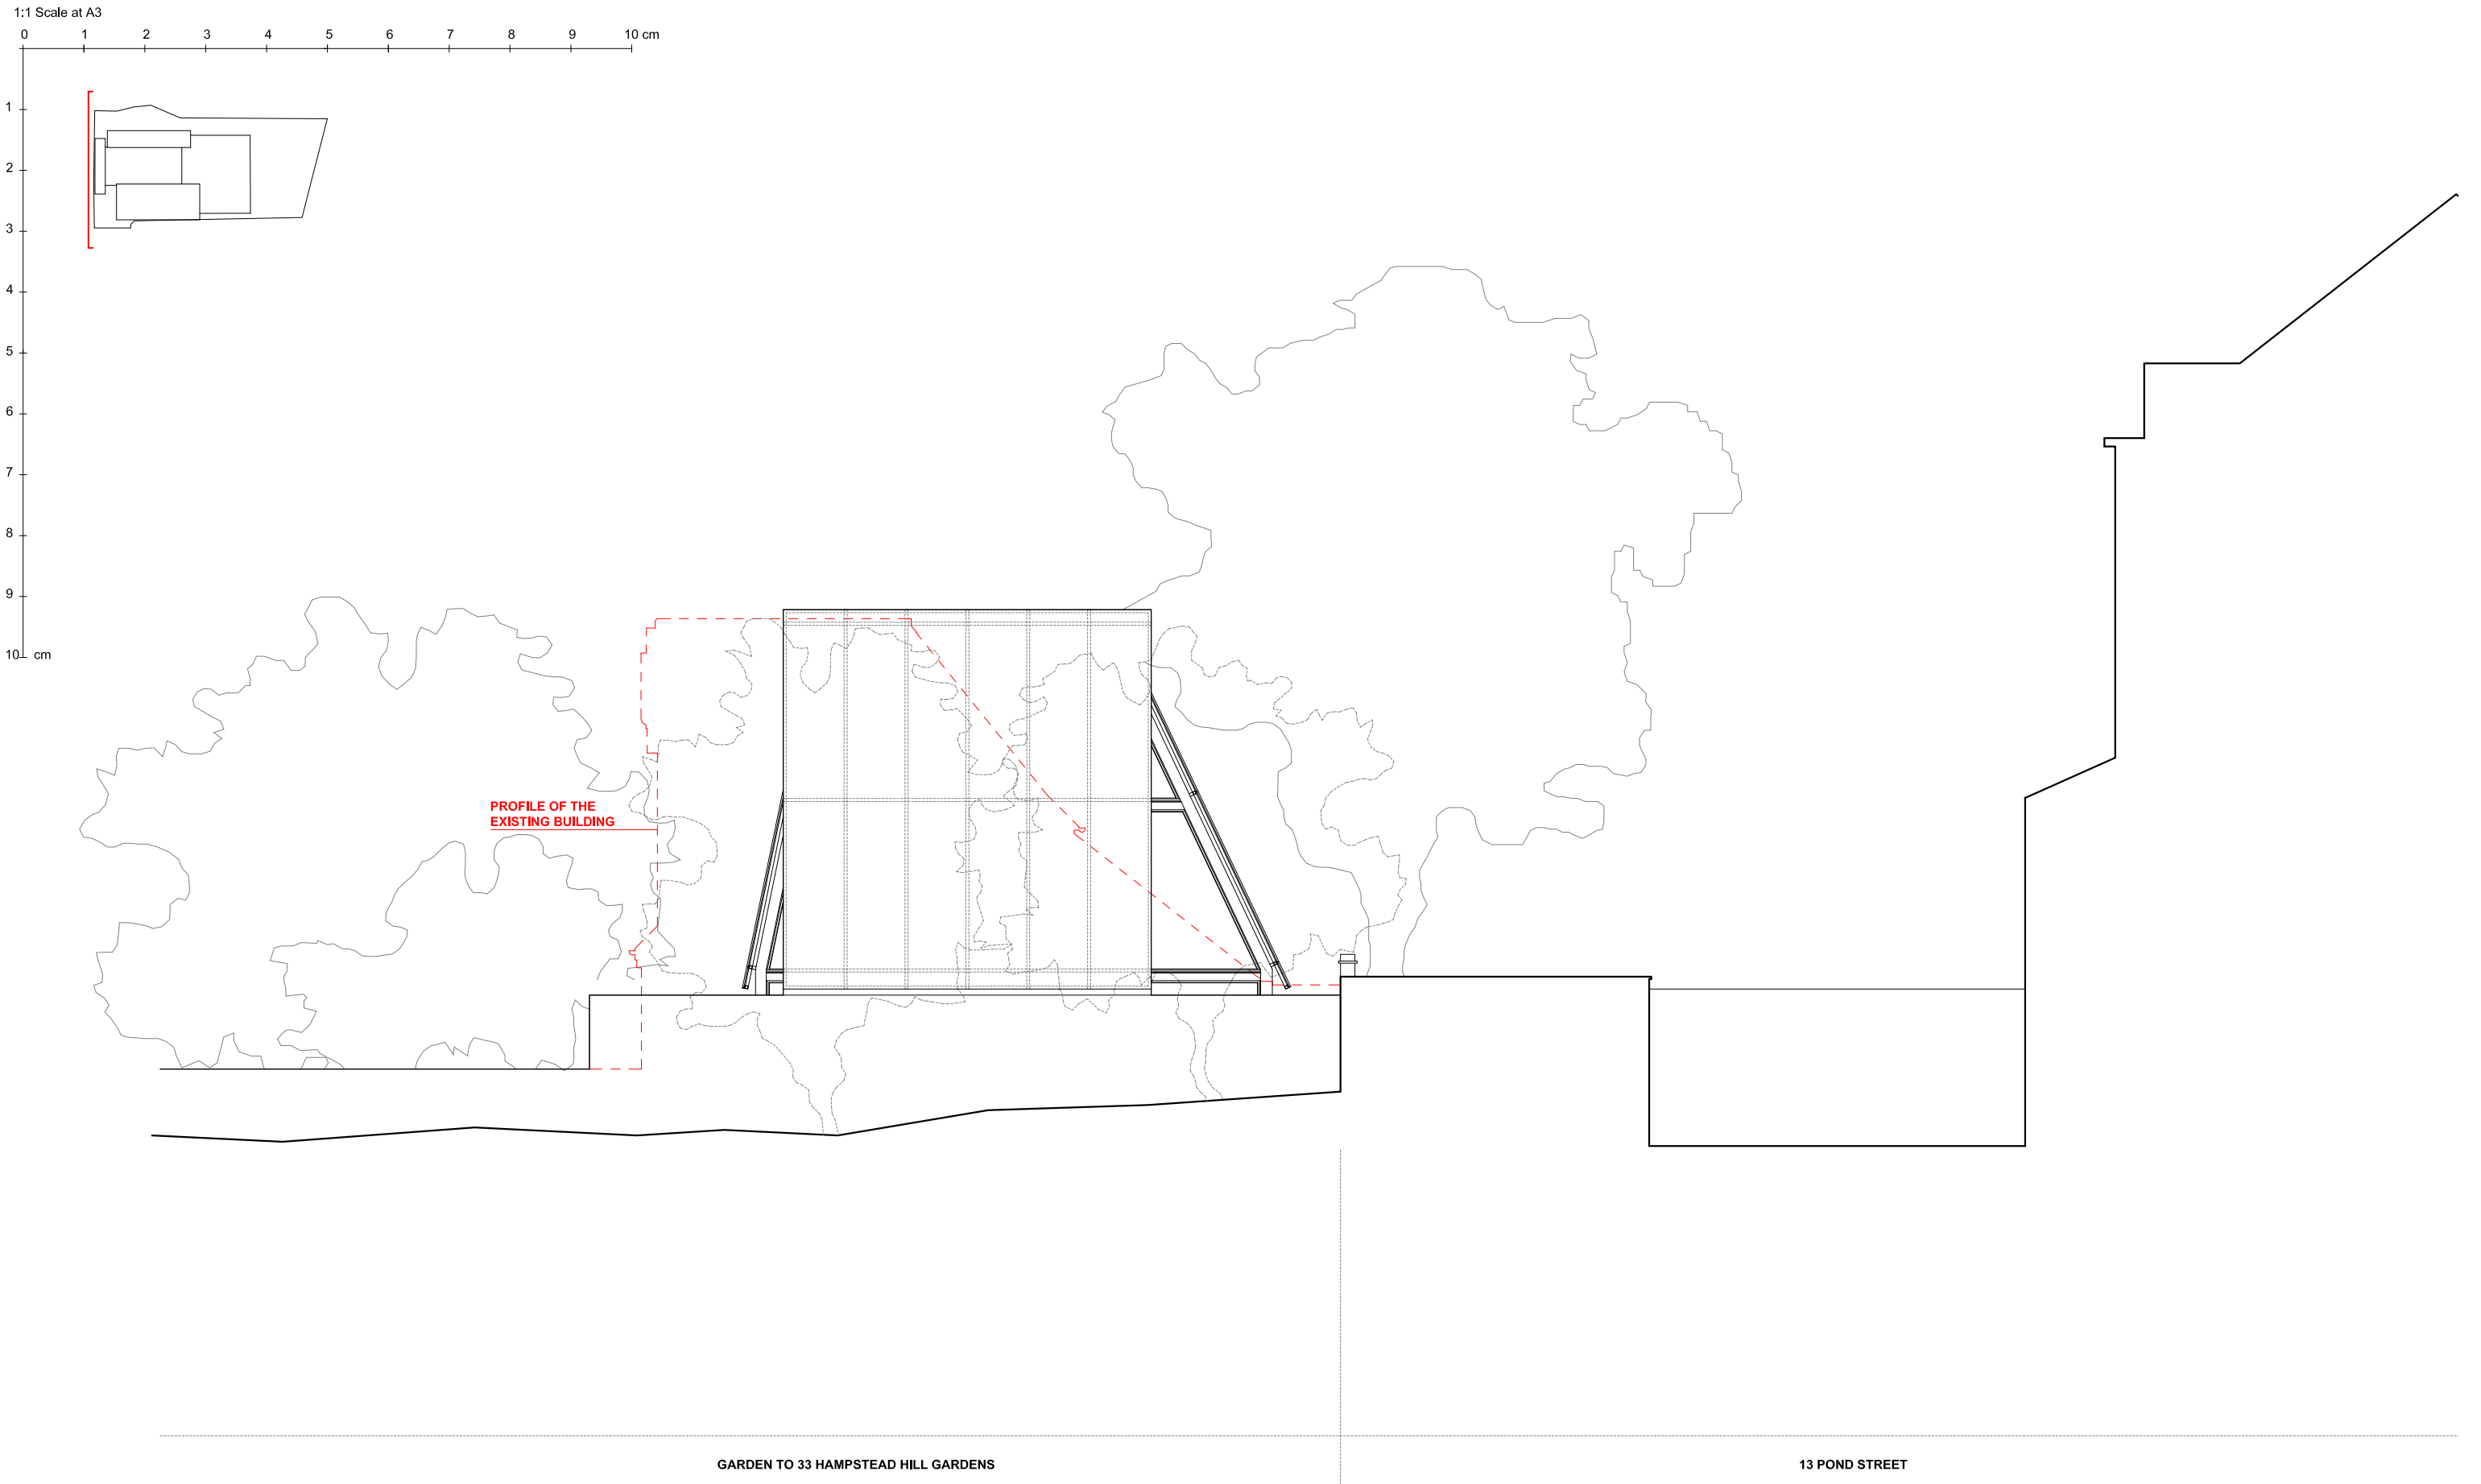 1:1 Scale at A3
0 1 2 3 4 5 6 7 8 9 10 cm
1
2
3
4
5
6
7
8
9
10 cm
PROFILE OF THE
EXISTING BUILDING
GARDEN TO 33 HAMPSTEAD HILL GARDENS
13 POND STREET